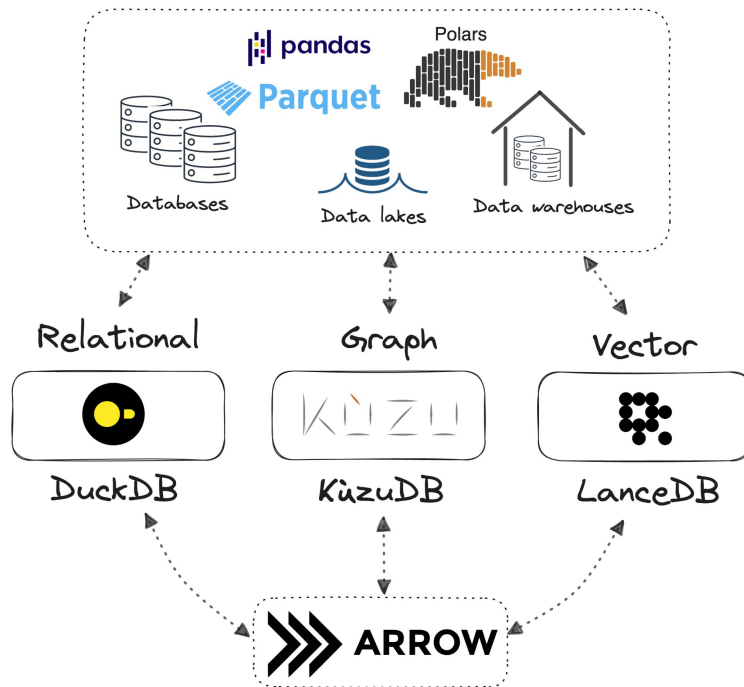 pandas
Polars
Parquet
Databases
Data lakes
Data warehouses
Relational
Graph
Vector
KÙZU
DuckDB
KùzuDB
LanceDB
ARROW